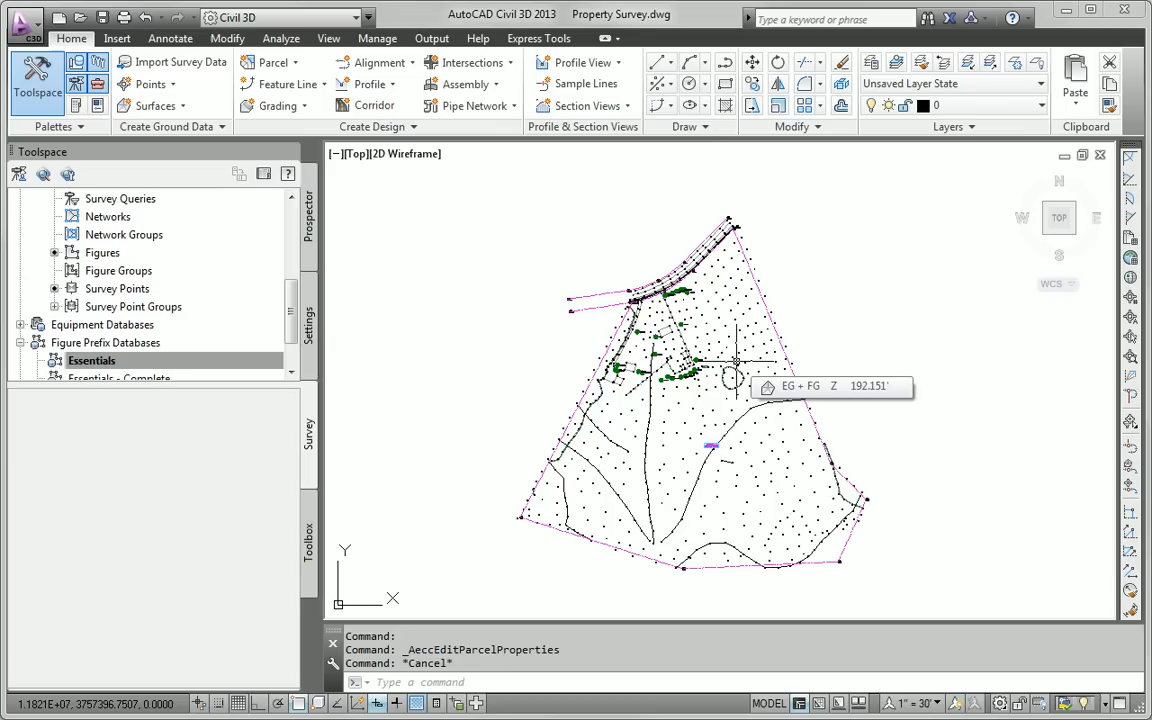 Civil 3D
AutoCAD Civil 3D 2013 Property Survey.dwg
Type a keyword or phrase
C3D
Home Insert Annotate Modify Analyze View Manage Output Help Express Tools
Toolspace
Import Survey Data
Points
Surfaces
Parcel
Feature Line
Grading
Alignment
Profile
Corridor
Intersections
Assembly
Pipe Network
Profile View
Sample Lines
Section Views
Unsaved Layer State
0
Paste
Palettes
Create Ground Data
Create Design
Profile & Section Views
Draw
Modify
Layers
Clipboard
Toolspace
[−][Top][2D Wireframe]
Survey Queries
Networks
Network Groups
Figures
Figure Groups
Survey Points
Survey Point Groups
Equipment Databases
Figure Prefix Databases
Essentials
Essentials - Complete
Prospector
Settings
Survey
Toolbox
N
W TOP E
S
WCS
EG + FG Z 192.151'
Y
X
Command:
Command: _AeccEditParcelProperties
Command: *Cancel*
Type a command
1.1821E+07, 3757396.7507, 0.0000
MODEL
1" = 30'